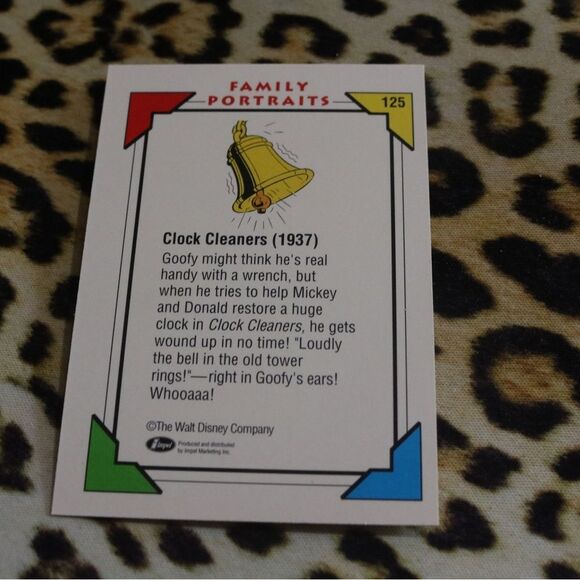 FAMILY
PORTRAITS
125
Clock Cleaners (1937)
Goofy might think he's real
handy with a wrench, but
when he tries to help Mickey
and Donald restore a huge
clock in Clock Cleaners, he gets
wound up in no time! "Loudly
the bell in the old tower
rings!"—right in Goofy's ears!
Whooaaa!
©The Walt Disney Company
impel
Produced and distributed
by Impel Marketing Inc.